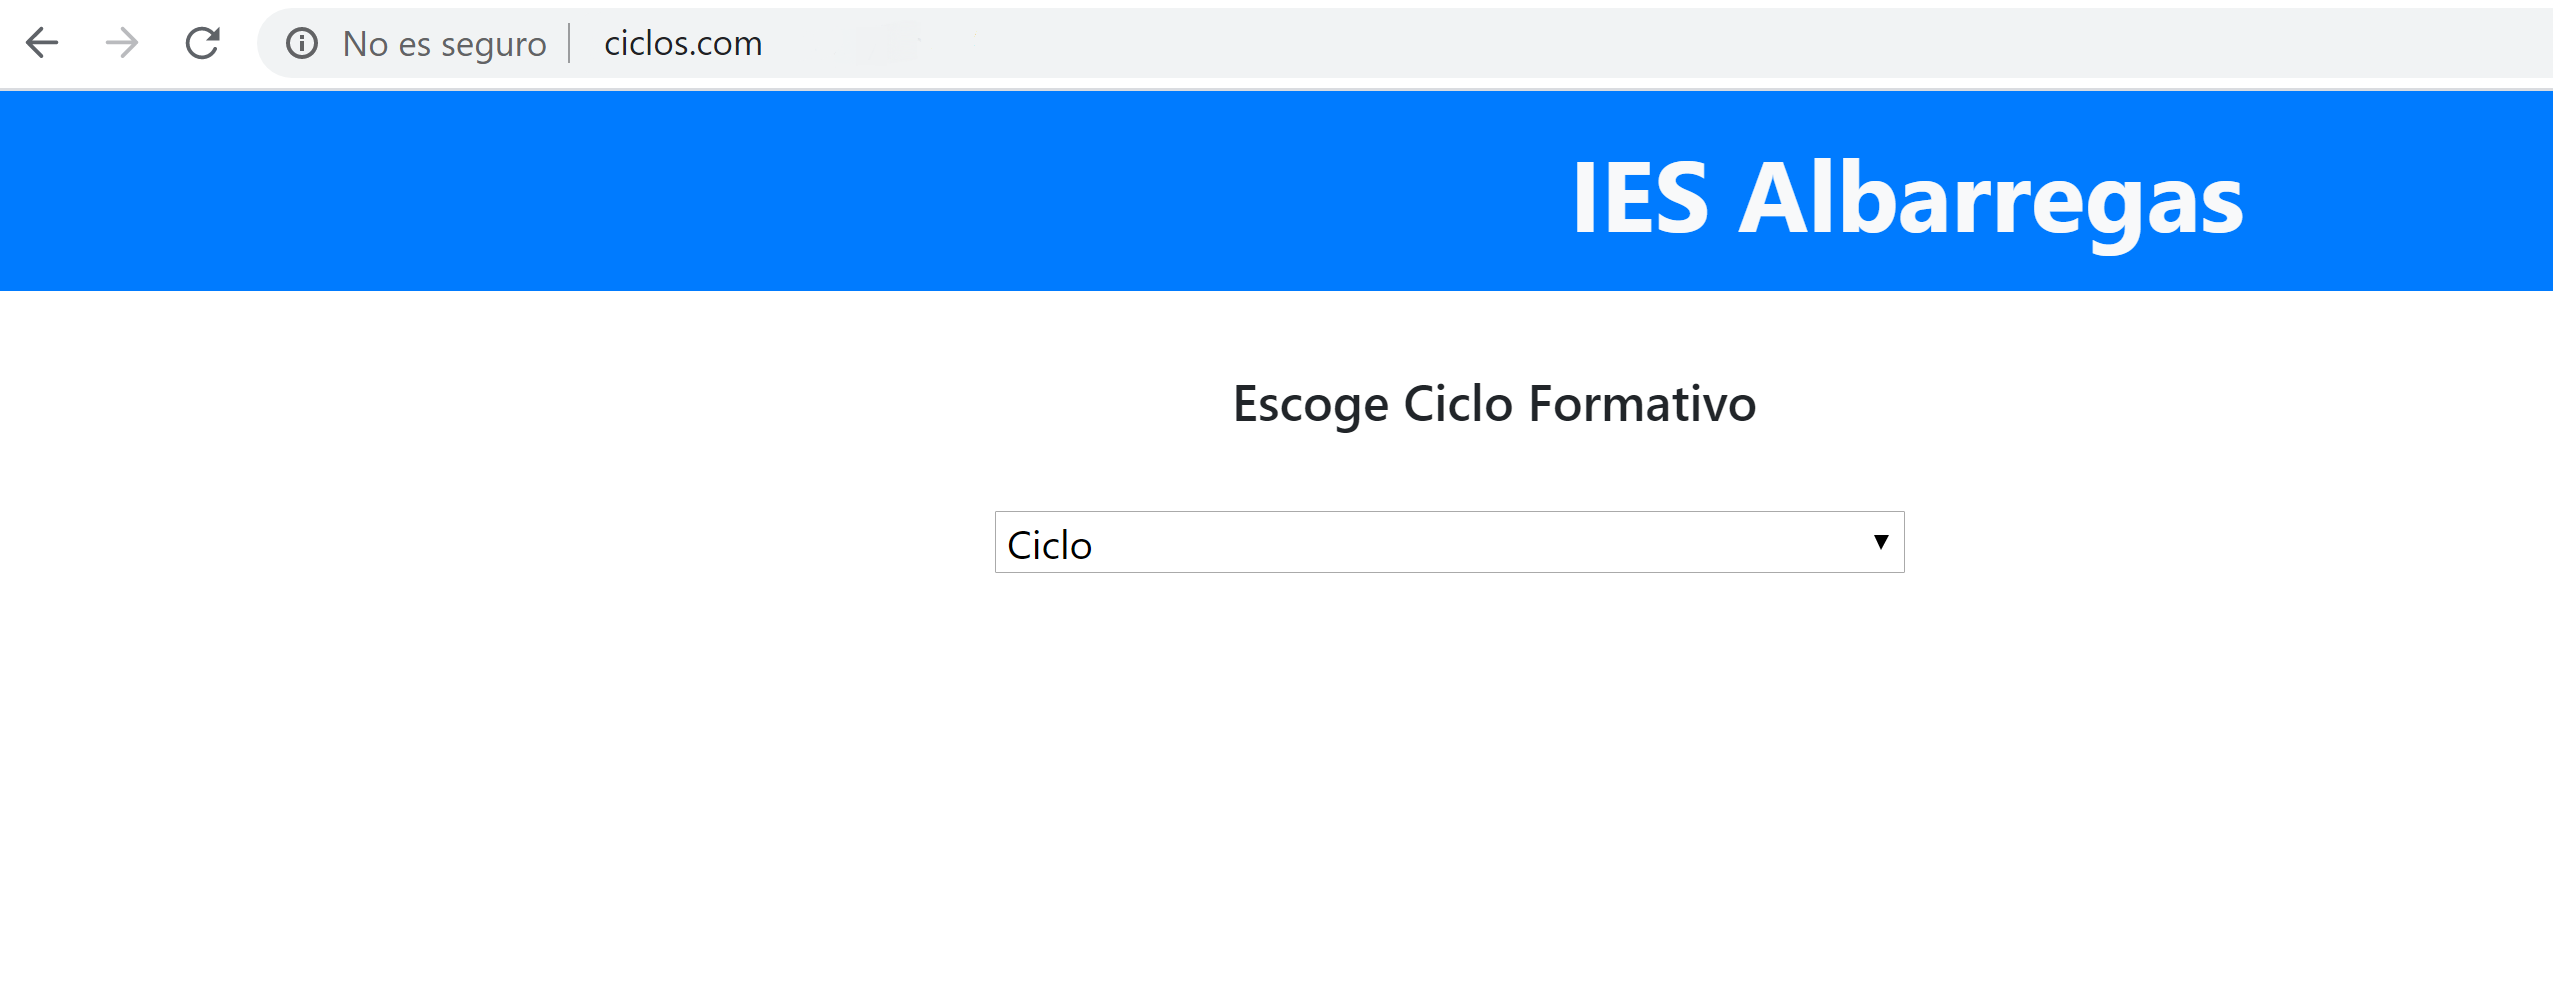 No es seguro ciclos.com
IES Albarregas
Escoge Ciclo Formativo
Ciclo